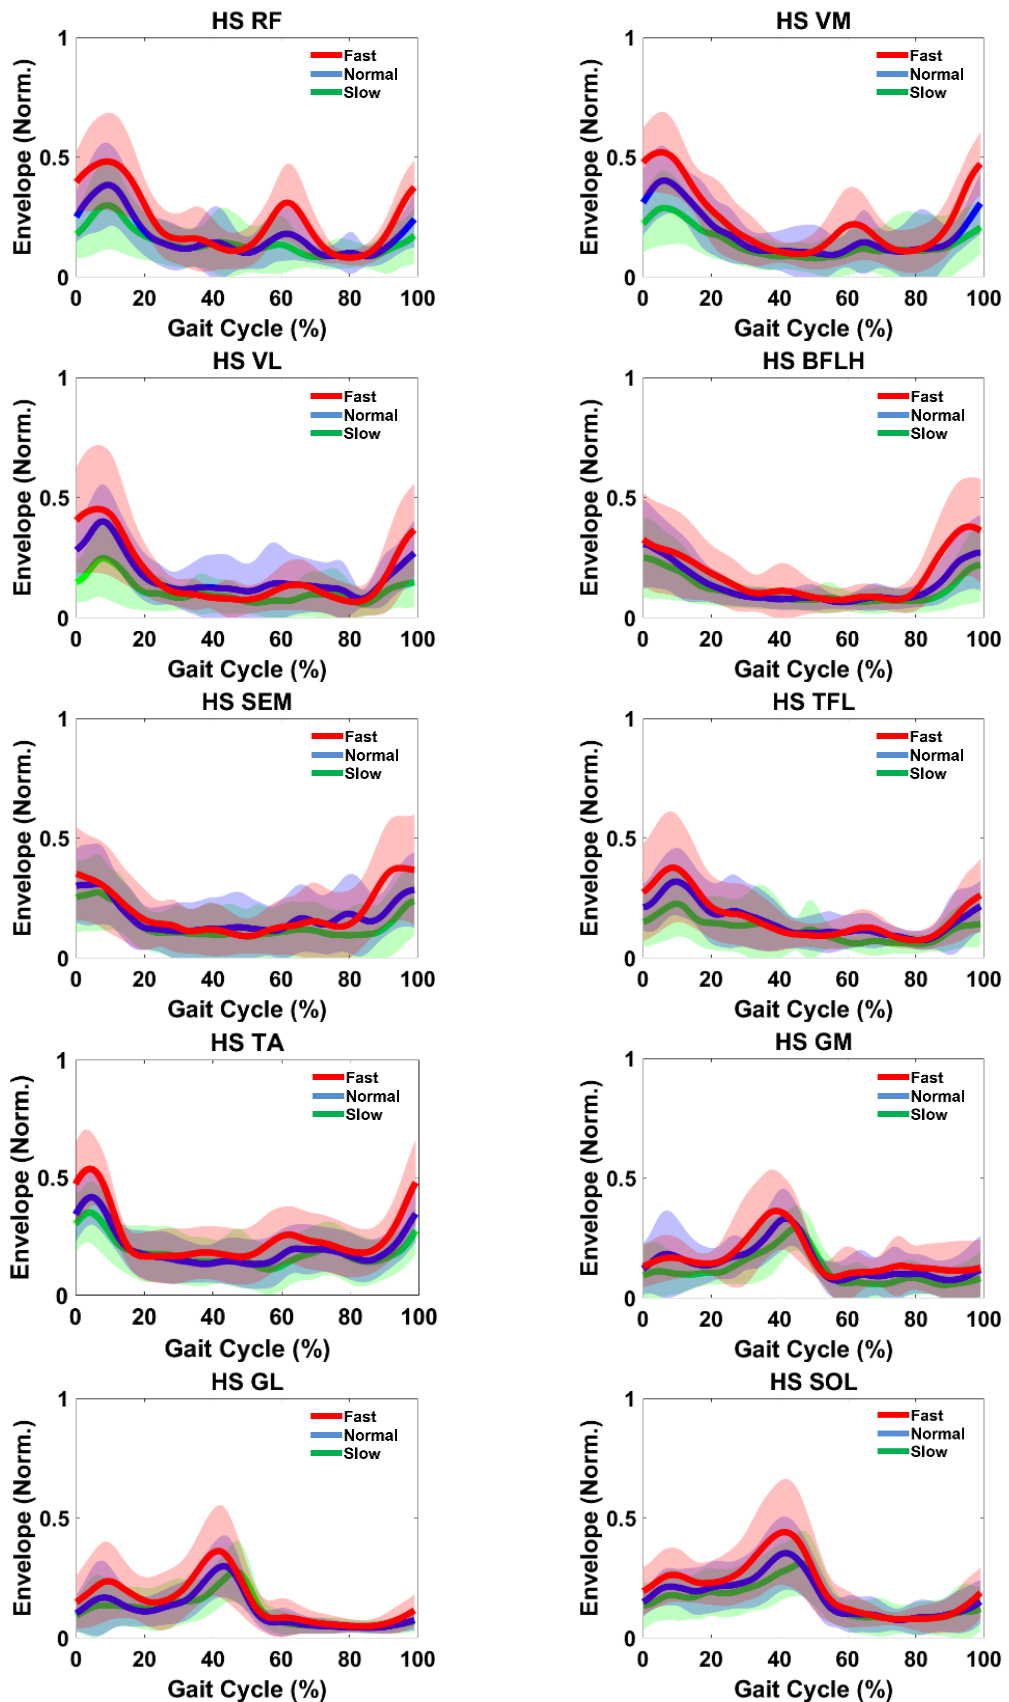 HS RF
1
0.5
0
Envelope (Norm.)
Fast
Normal
Slow
0 20 40 60 80 100
Gait Cycle (%)
HS VM
1
0.5
0
Envelope (Norm.)
Fast
Normal
Slow
0 20 40 60 80 100
Gait Cycle (%)
HS VL
1
0.5
0
Envelope (Norm.)
Fast
Normal
Slow
0 20 40 60 80 100
Gait Cycle (%)
HS BFLH
1
0.5
0
Envelope (Norm.)
Fast
Normal
Slow
0 20 40 60 80 100
Gait Cycle (%)
HS SEM
1
0.5
0
Envelope (Norm.)
Fast
Normal
Slow
0 20 40 60 80 100
Gait Cycle (%)
HS TFL
1
0.5
0
Envelope (Norm.)
Fast
Normal
Slow
0 20 40 60 80 100
Gait Cycle (%)
HS TA
1
0.5
0
Envelope (Norm.)
Fast
Normal
Slow
0 20 40 60 80 100
Gait Cycle (%)
HS GM
1
0.5
0
Envelope (Norm.)
Fast
Normal
Slow
0 20 40 60 80 100
Gait Cycle (%)
HS GL
1
0.5
0
Envelope (Norm.)
Fast
Normal
Slow
0 20 40 60 80 100
Gait Cycle (%)
HS SOL
1
0.5
0
Envelope (Norm.)
Fast
Normal
Slow
0 20 40 60 80 100
Gait Cycle (%)